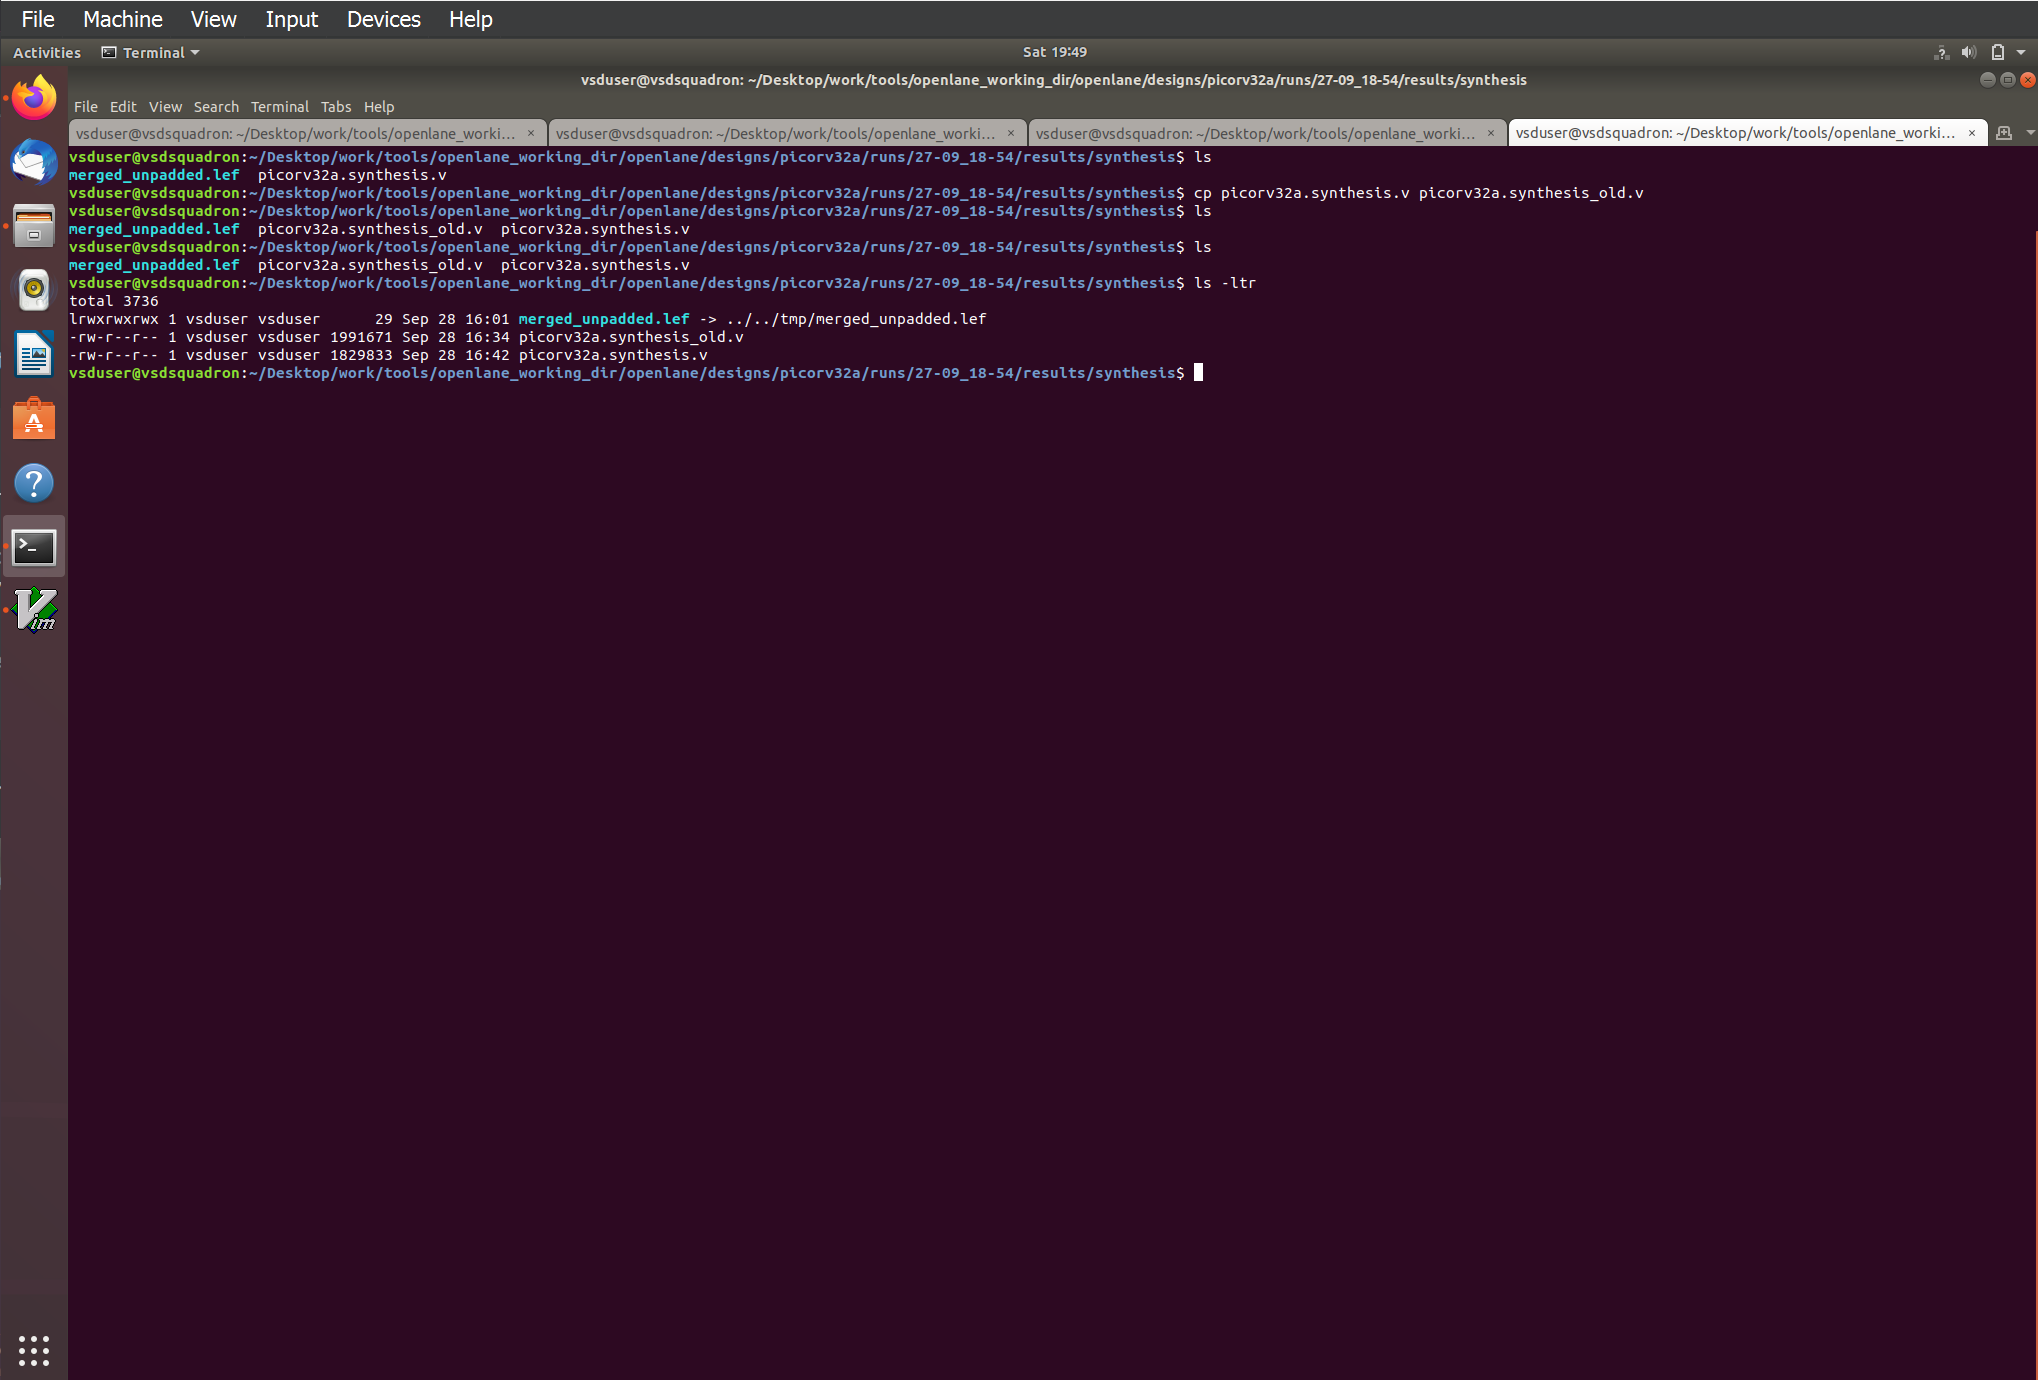 File Machine View Input Devices Help
Activities Terminal Sat 19:49
vsduser@vsdsquadron: ~/Desktop/work/tools/openlane_working_dir/openlane/designs/picorv32a/runs/27-09_18-54/results/synthesis
File Edit View Search Terminal Tabs Help
vsduser@vsdsquadron: ~/Desktop/work/tools/openlane_worki... × vsduser@vsdsquadron: ~/Desktop/work/tools/openlane_worki... × vsduser@vsdsquadron: ~/Desktop/work/tools/openlane_worki... × vsduser@vsdsquadron: ~/Desktop/work/tools/openlane_worki... ×
vsduser@vsdsquadron:~/Desktop/work/tools/openlane_working_dir/openlane/designs/picorv32a/runs/27-09_18-54/results/synthesis$ ls
merged_unpadded.lef  picorv32a.synthesis.v
vsduser@vsdsquadron:~/Desktop/work/tools/openlane_working_dir/openlane/designs/picorv32a/runs/27-09_18-54/results/synthesis$ cp picorv32a.synthesis.v picorv32a.synthesis_old.v
vsduser@vsdsquadron:~/Desktop/work/tools/openlane_working_dir/openlane/designs/picorv32a/runs/27-09_18-54/results/synthesis$ ls
merged_unpadded.lef  picorv32a.synthesis_old.v  picorv32a.synthesis.v
vsduser@vsdsquadron:~/Desktop/work/tools/openlane_working_dir/openlane/designs/picorv32a/runs/27-09_18-54/results/synthesis$ ls
merged_unpadded.lef  picorv32a.synthesis_old.v  picorv32a.synthesis.v
vsduser@vsdsquadron:~/Desktop/work/tools/openlane_working_dir/openlane/designs/picorv32a/runs/27-09_18-54/results/synthesis$ ls -ltr
total 3736
lrwxrwxrwx 1 vsduser vsduser      29 Sep 28 16:01 merged_unpadded.lef -> ../../tmp/merged_unpadded.lef
-rw-r--r-- 1 vsduser vsduser 1991671 Sep 28 16:34 picorv32a.synthesis_old.v
-rw-r--r-- 1 vsduser vsduser 1829833 Sep 28 16:42 picorv32a.synthesis.v
vsduser@vsdsquadron:~/Desktop/work/tools/openlane_working_dir/openlane/designs/picorv32a/runs/27-09_18-54/results/synthesis$
Vim